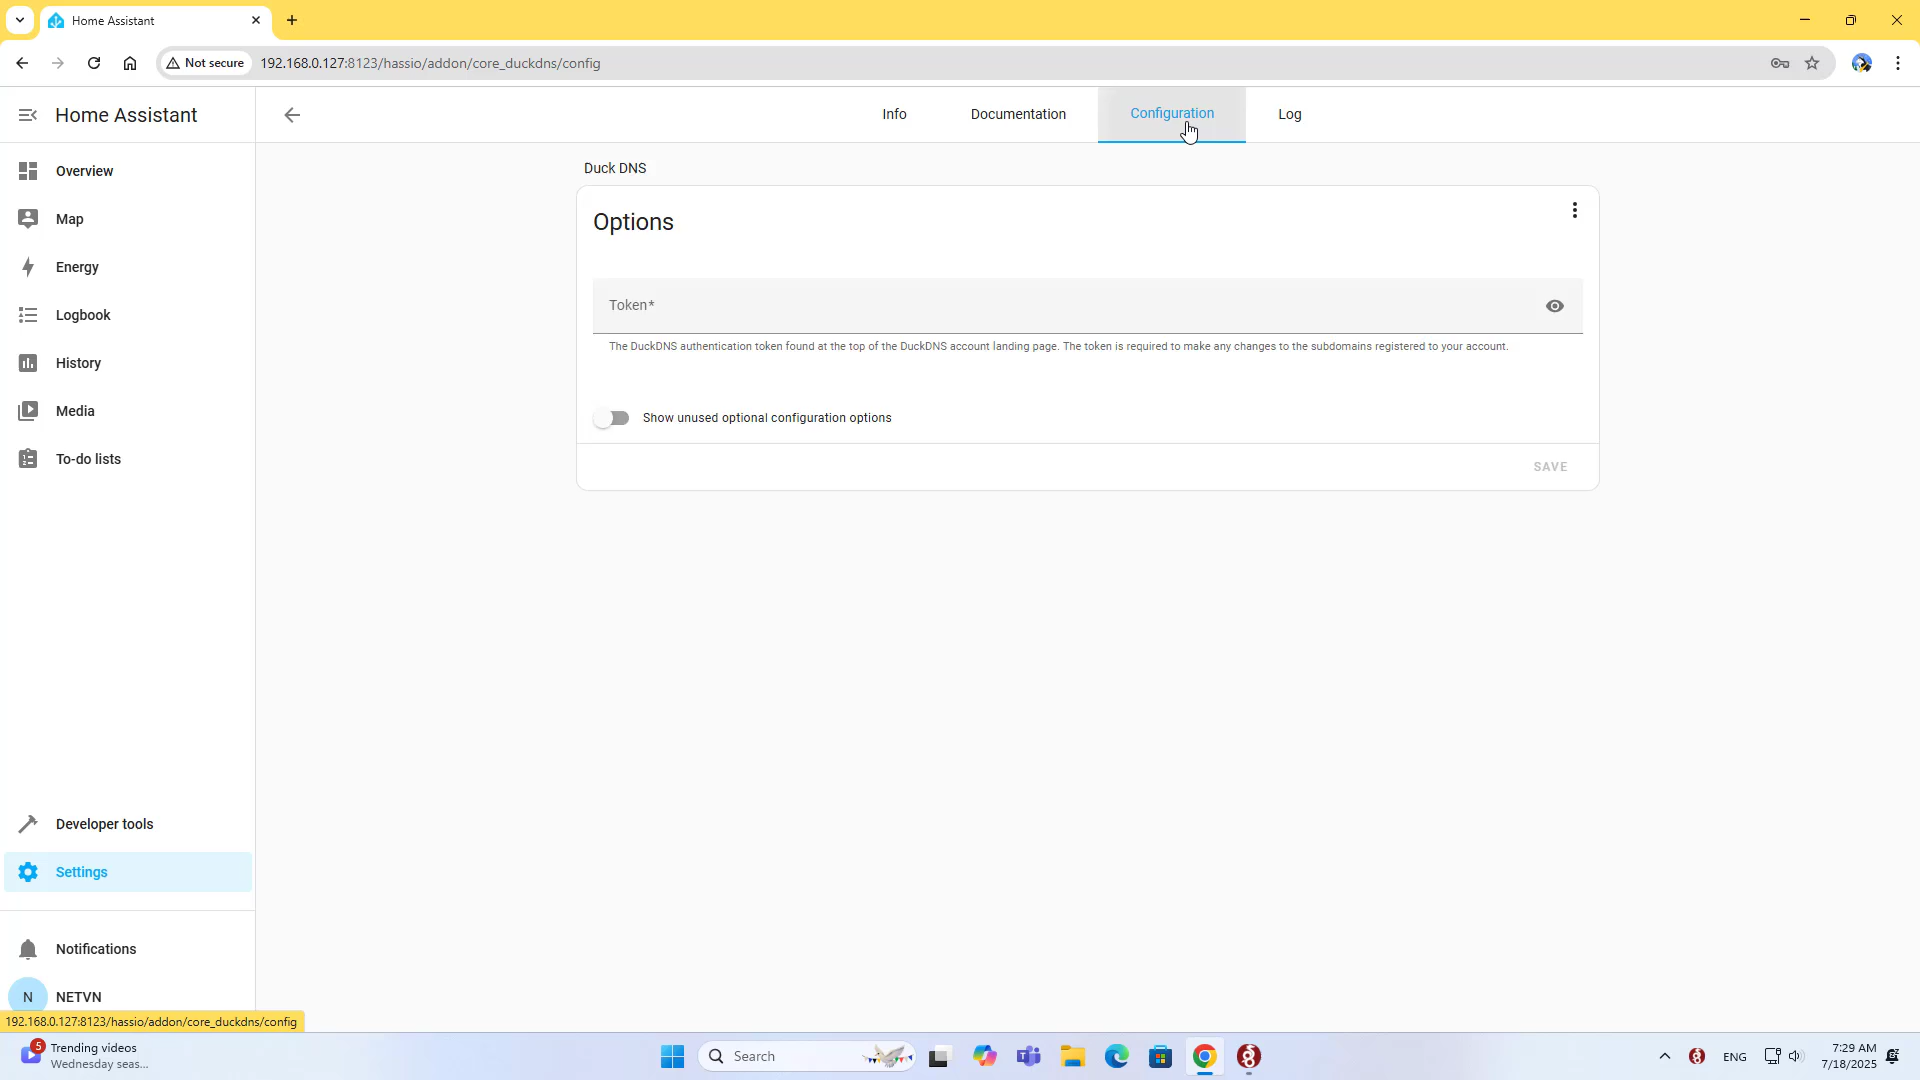 Home Assistant
Not secure
192.168.0.127:8123/hassio/addon/core_duckdns/config
Home Assistant
Info
Documentation
Configuration
Log
Overview
Map
Energy
Logbook
History
Media
To-do lists
Developer tools
Settings
Notifications
N
NETVN
Duck DNS
Options
Token*
The DuckDNS authentication token found at the top of the DuckDNS account landing page. The token is required to make any changes to the subdomains registered to your account.
Show unused optional configuration options
SAVE
192.168.0.127:8123/hassio/addon/core_duckdns/config
5
Trending videos
Wednesday seas...
Search
ENG
7:29 AM
7/18/2025